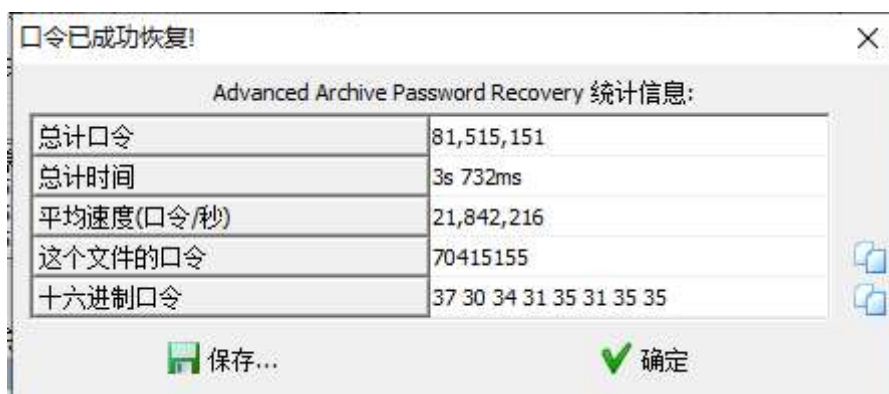 口令已成功恢复!
Advanced Archive Password Recovery 统计信息:
总计口令 81,515,151
总计时间 3s 732ms
平均速度(口令/秒) 21,842,216
这个文件的口令 70415155
十六进制口令 37 30 34 31 35 31 35 35
保存... 确定